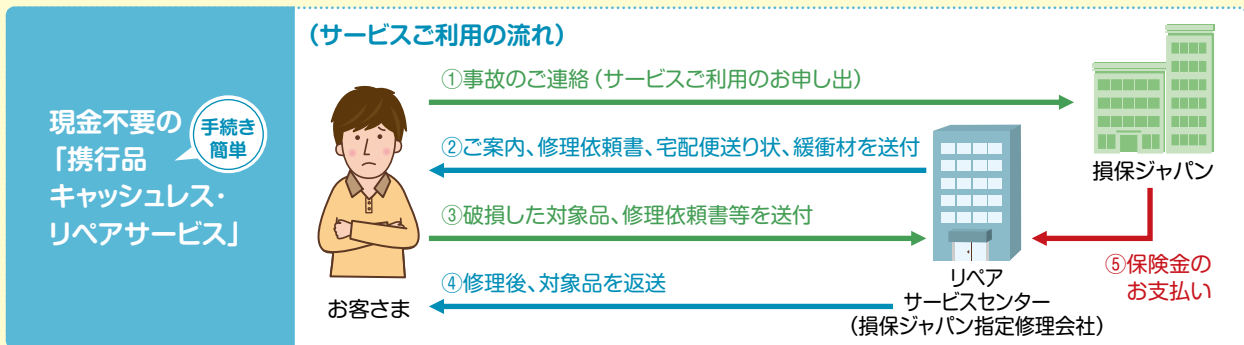 現金不要の
「携行品
キャッシュレス・
リペアサービス」
手続き
簡単
（サービスご利用の流れ）
①事故のご連絡（サービスご利用のお申し出）
②ご案内、修理依頼書、宅配便送り状、緩衝材を送付
③破損した対象品、修理依頼書等を送付
④修理後、対象品を返送
お客さま
損保ジャパン
⑤保険金の
お支払い
リペア
サービスセンター
（損保ジャパン指定修理会社）